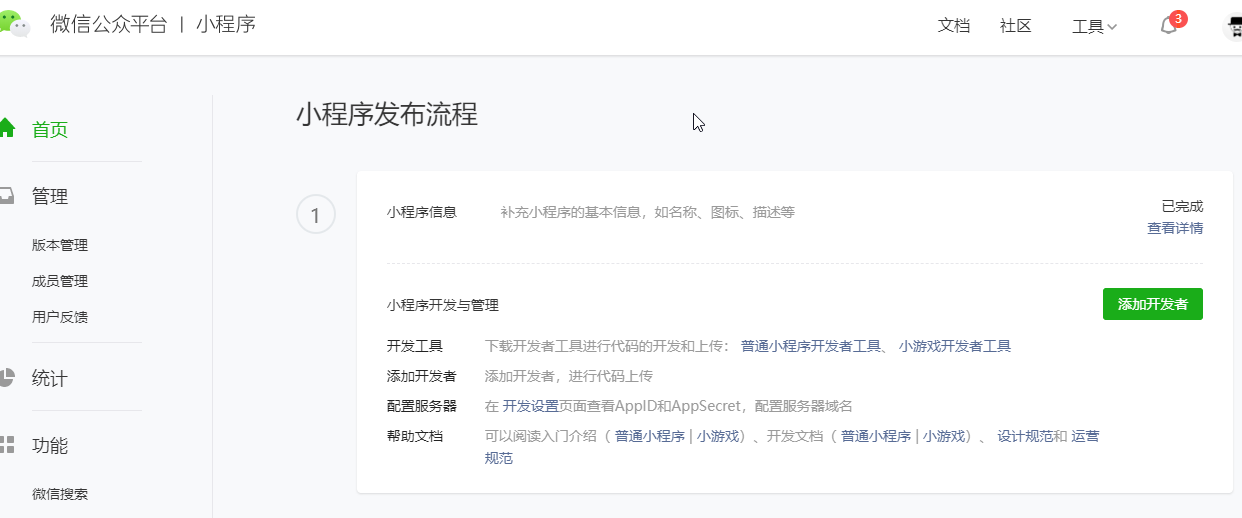 微信公众平台 | 小程序
文档
社区
工具
3
首页
管理
版本管理
成员管理
用户反馈
统计
功能
微信搜索
小程序发布流程
1
小程序信息 补充小程序的基本信息，如名称、图标、描述等
已完成
查看详情
小程序开发与管理
添加开发者
开发工具 下载开发者工具进行代码的开发和上传： 普通小程序开发者工具、 小游戏开发者工具
添加开发者 添加开发者，进行代码上传
配置服务器 在 开发设置页面查看AppID和AppSecret，配置服务器域名
帮助文档 可以阅读入门介绍（ 普通小程序 | 小游戏）、开发文档（ 普通小程序 | 小游戏）、 设计规范和 运营
规范